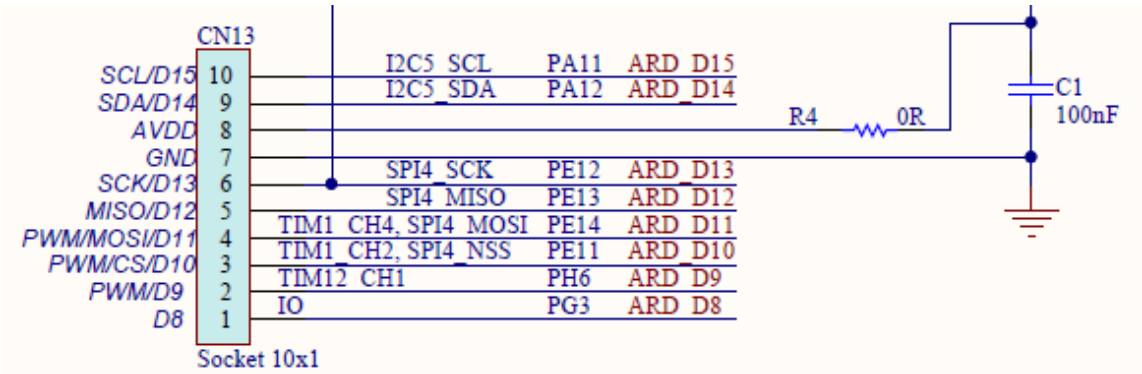 CN13
SCL/D15 10 I2C5_SCL PA11 ARD_D15
SDA/D14 9 I2C5_SDA PA12 ARD_D14
AVDD 8 R4 0R
C1
100nF
GND 7
SCK/D13 6 SPI4_SCK PE12 ARD_D13
MISO/D12 5 SPI4_MISO PE13 ARD_D12
PWM/MOSI/D11 4 TIM1_CH4, SPI4_MOSI PE14 ARD_D11
PWM/CS/D10 3 TIM1_CH2, SPI4_NSS PE11 ARD_D10
PWM/D9 2 TIM12_CH1 PH6 ARD_D9
D8 1 IO PG3 ARD_D8
Socket 10x1